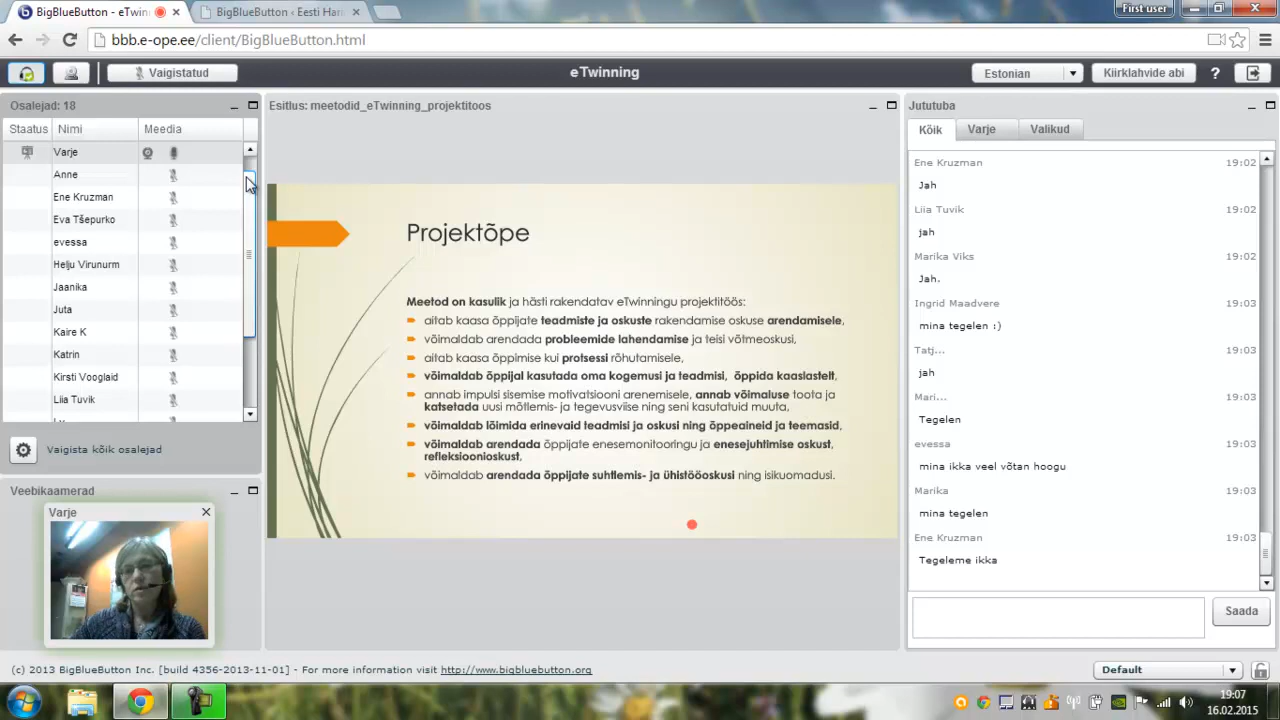 BigBlueButton - eTwinn
BigBlueButton ‹ Eesti Hari
First user
bbb.e-ope.ee/client/BigBlueButton.html
Vaigistatud
eTwinning
Estonian
Kiirklahvide abi
?
Osalejad: 18
Staatus Nimi Meedia
Varje
Anne
Ene Kruzman
Eva Tšepurko
evessa
Helju Virunurm
Jaanika
Juta
Kaire K
Katrin
Kirsti Vooglaid
Liia Tuvik
Vaigista kõik osalejad
Veebikaamerad
Varje
Esitlus: meetodid_eTwinning_projektitoos
Projektõpe
Meetod on kasulik ja hästi rakendatav eTwinningu projektitöös:
aitab kaasa õppijate teadmiste ja oskuste rakendamise oskuse arendamisele,
võimaldab arendada probleemide lahendamise ja teisi võtmeoskusi,
aitab kaasa õppimise kui protsessi rõhutamisele,
võimaldab õppijal kasutada oma kogemusi ja teadmisi, õppida kaaslastelt,
annab impulsi sisemise motivatsiooni arenemisele, annab võimaluse toota ja
katsetada uusi mõtlemis- ja tegevusviise ning seni kasutatuid muuta,
võimaldab lõimida erinevaid teadmisi ja oskusi ning õppeaineid ja teemasid,
võimaldab arendada õppijates enesemonitooringu ja enesejuhtimise oskust,
refleksioonioskust,
võimaldab arendada õppijates suhtlemis- ja ühistööoskusi ning isikuomadusi.
Jututuba
Kõik Varje Valikud
Ene Kruzman 19:02
Jah
Liia Tuvik 19:02
jah
Marika Viks 19:02
Jah.
Ingrid Maadvere 19:03
mina tegelen :)
Tatj... 19:03
jah
Mari... 19:03
Tegelen
evessa 19:03
mina ikka veel võtan hoogu
Marika 19:03
mina tegelen
Ene Kruzman 19:03
Tegeleme ikka
Saada
(c) 2013 BigBlueButton Inc. [build 4356-2013-11-01] - For more information visit http://www.bigbluebutton.org
Default
19:07
16.02.2015